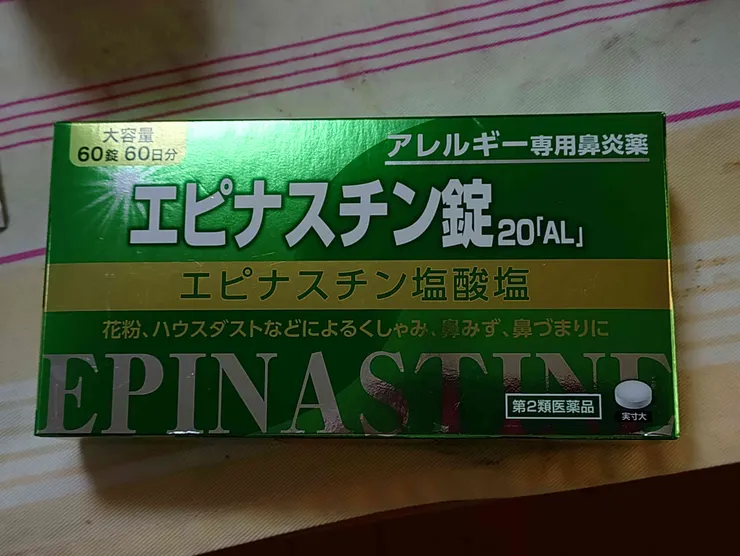 大容量
60錠 60日分
アレルギー専用鼻炎薬
エピナスチン錠20「AL」
エピナスチン塩酸塩
花粉、ハウスダストなどによるくしゃみ、鼻みず、鼻づまりに
EPINASTINE
第2類医薬品
実寸大